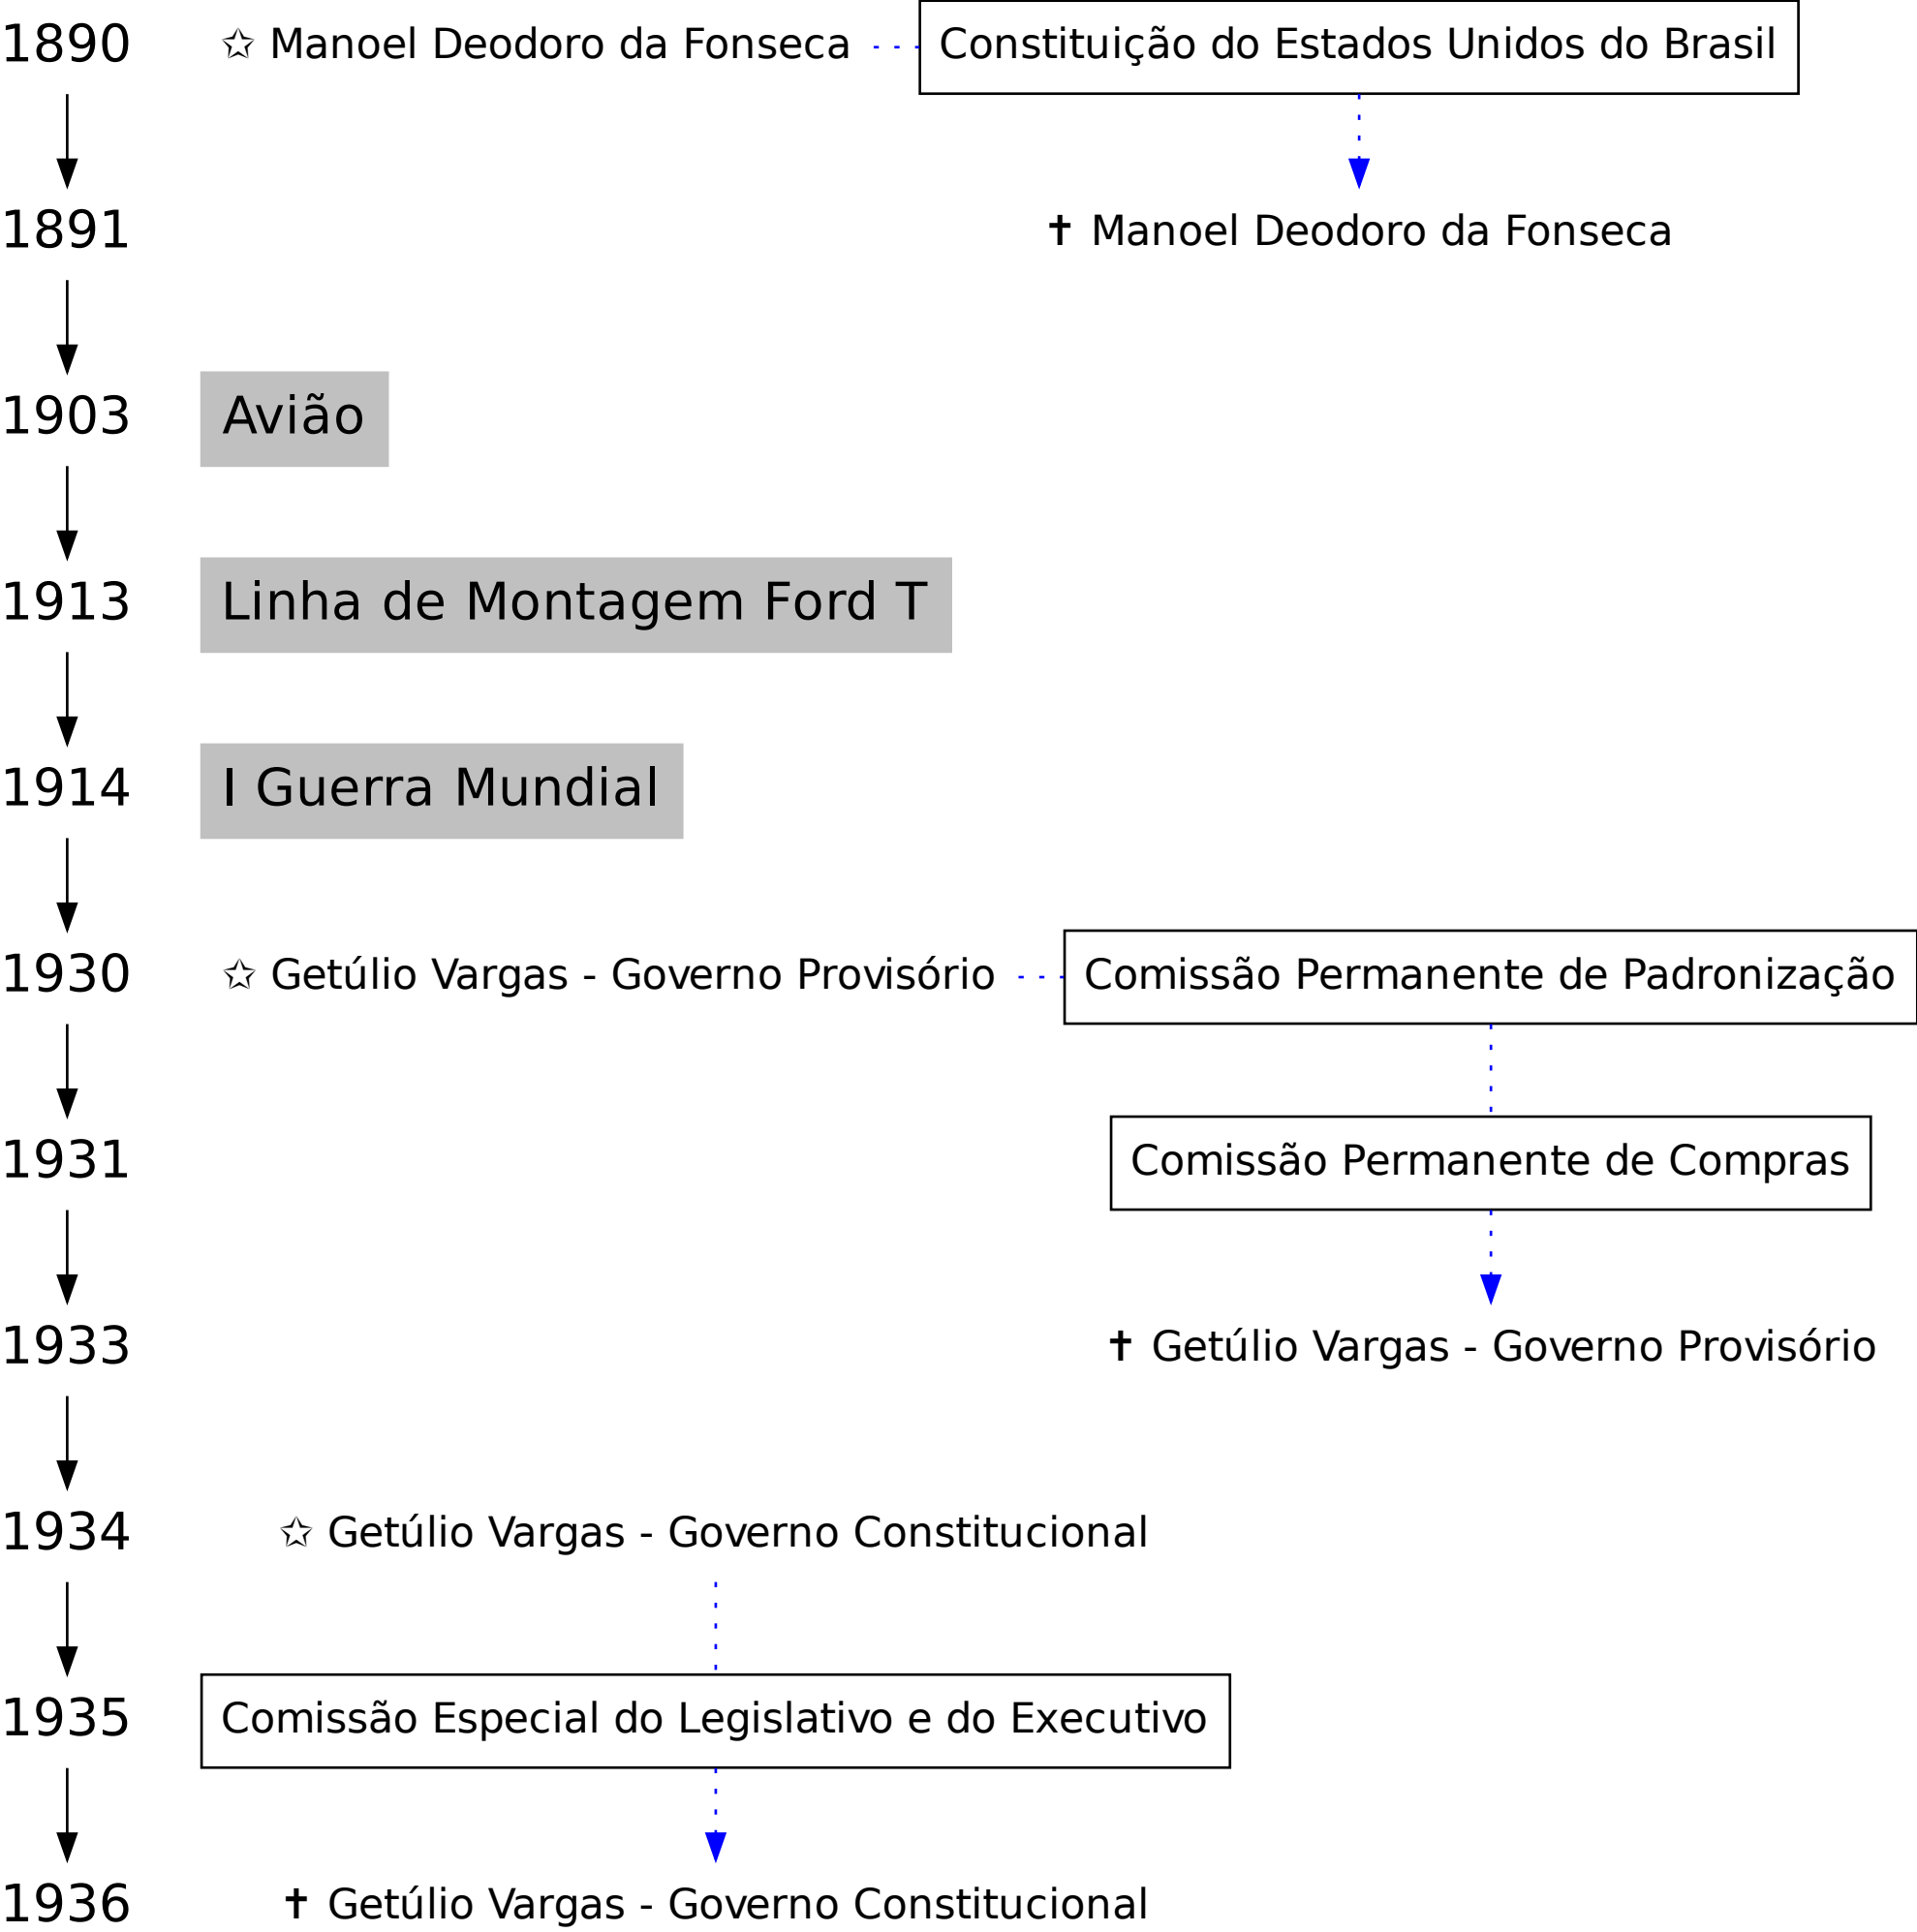 1890 ✩ Manoel Deodoro da Fonseca Constituição do Estados Unidos do Brasil
1891 ✝ Manoel Deodoro da Fonseca
1903 Avião
1913 Linha de Montagem Ford T
1914 I Guerra Mundial
1930 ✩ Getúlio Vargas - Governo Provisório Comissão Permanente de Padronização
1931 Comissão Permanente de Compras
1933 ✝ Getúlio Vargas - Governo Provisório
1934 ✩ Getúlio Vargas - Governo Constitucional
1935 Comissão Especial do Legislativo e do Executivo
1936 ✝ Getúlio Vargas - Governo Constitucional